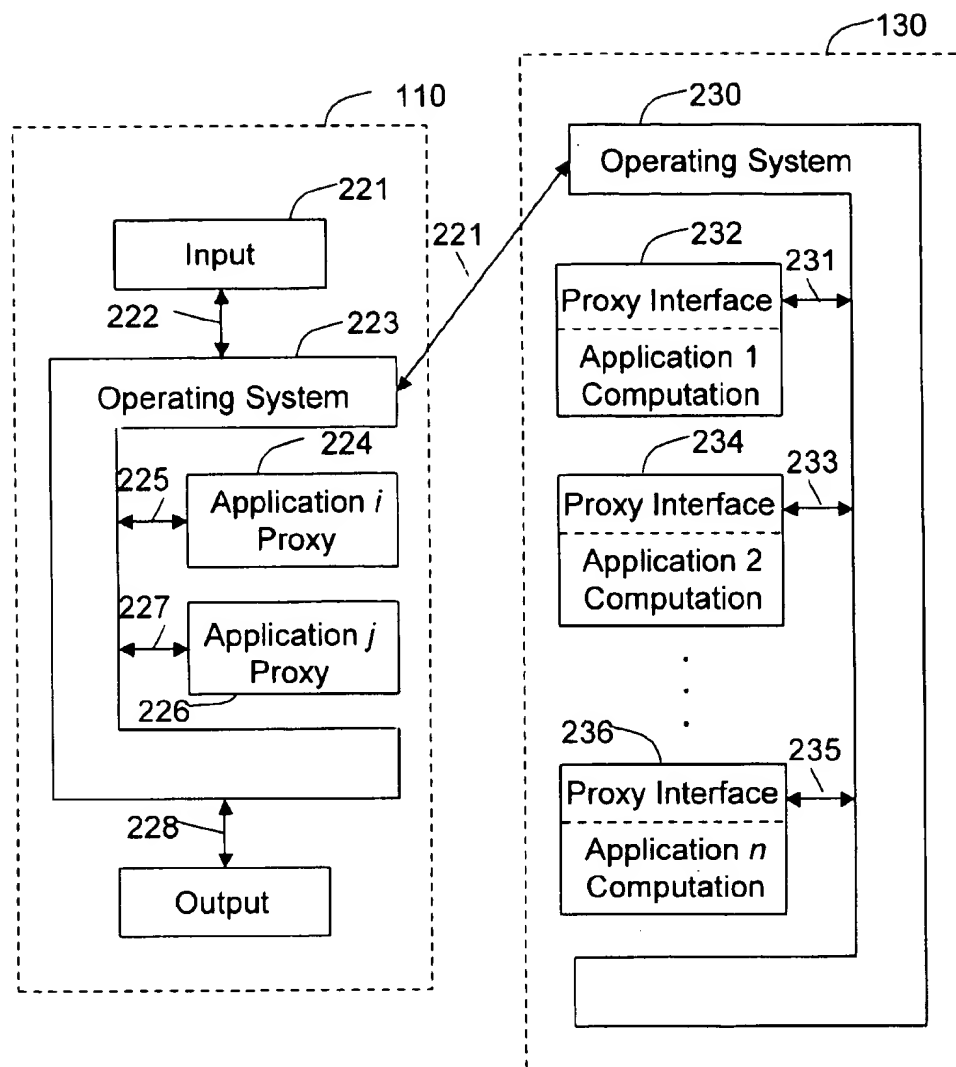 130
110
230
Operating System
221
Input
221
232
231
Proxy Interface
222
223
Application 1
Computation
Operating System
224
234
233
225
Application i
Proxy
Proxy Interface
Application 2
Computation
227
Application j
Proxy
226
236
235
Proxy Interface
228
Application n
Computation
Output